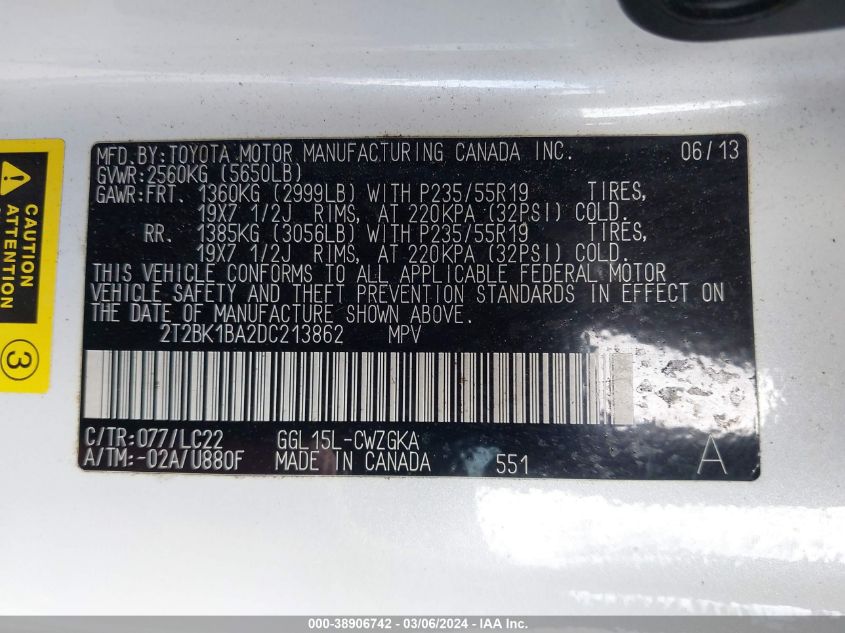 MFD. BY: TOYOTA MOTOR MANUFACTURING CANADA INC. 06/13
GVWR: 2560KG (5650LB)
GAWR: FRT. 1360KG (2999LB) WITH P235/55R19 TIRES,
19X7 1/2J RIMS, AT 220KPA (32PSI) COLD.
RR. 1385KG (3056LB) WITH P235/55R19 TIRES,
19X7 1/2J RIMS, AT 220KPA (32PSI) COLD.
THIS VEHICLE CONFORMS TO ALL APPLICABLE FEDERAL MOTOR
VEHICLE SAFETY AND THEFT PREVENTION STANDARDS IN EFFECT ON
THE DATE OF MANUFACTURE SHOWN ABOVE.
2T2BK1BA2DC213862 MPV
C/TR: 077/LC22 GGL15L-CWZGKA
A/TM: -02A/U880F MADE IN CANADA 551 A
CAUTION
ATTENTION
3
000-38906742 - 03/06/2024 - IAA Inc.